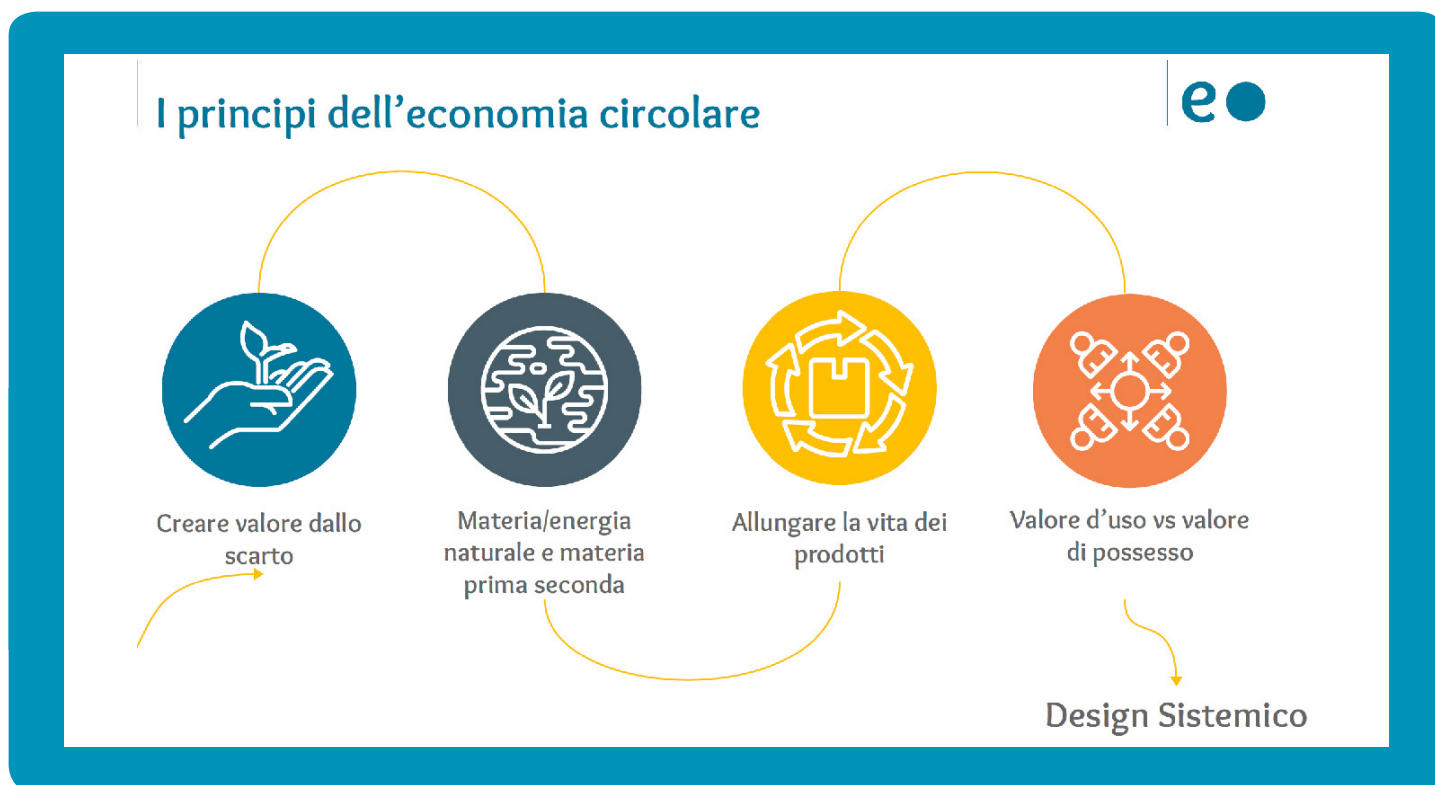 I principi dell’economia circolare
e
Creare valore dallo
scarto
Materia/energia
naturale e materia
prima seconda
Allungare la vita dei
prodotti
Valore d’uso vs valore
di possesso
Design Sistemico